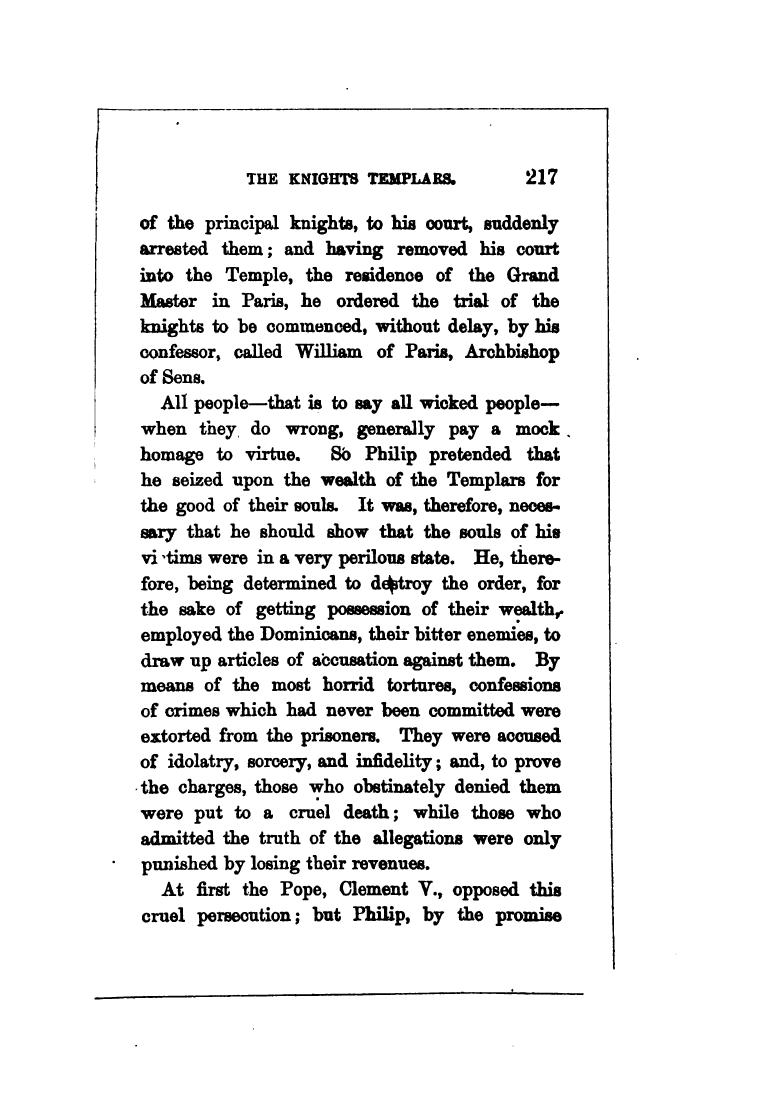 THE KNIGHTS TEMPLARS. 217
of the principal knights, to his court, suddenly
arrested them; and having removed his court
into the Temple, the residence of the Grand
Master in Paris, he ordered the trial of the
knights to be commenced, without delay, by his
confessor, called William of Paris, Archbishop
of Sens.
All people—that is to say all wicked people—
when they do wrong, generally pay a mock
homage to virtue. So Philip pretended that
he seized upon the wealth of the Templars for
the good of their souls. It was, therefore, neces-
sary that he should show that the souls of his
vi tims were in a very perilous state. He, there-
fore, being determined to destroy the order, for
the sake of getting possession of their wealth,
employed the Dominicans, their bitter enemies, to
draw up articles of accusation against them. By
means of the most horrid tortures, confessions
of crimes which had never been committed were
extorted from the prisoners. They were accused
of idolatry, sorcery, and infidelity; and, to prove
the charges, those who obstinately denied them
were put to a cruel death; while those who
admitted the truth of the allegations were only
punished by losing their revenues.
At first the Pope, Clement V., opposed this
cruel persecution; but Philip, by the promise